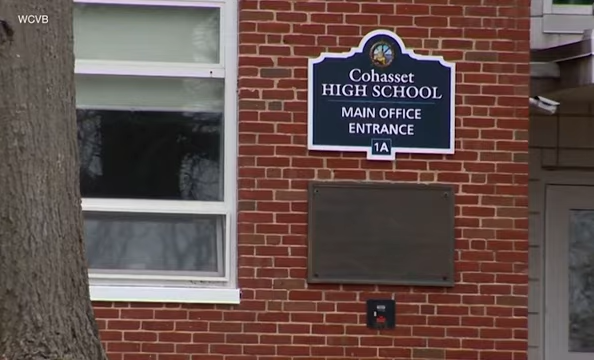 WCVB
Cohasset
HIGH SCHOOL
MAIN OFFICE
ENTRANCE
1A